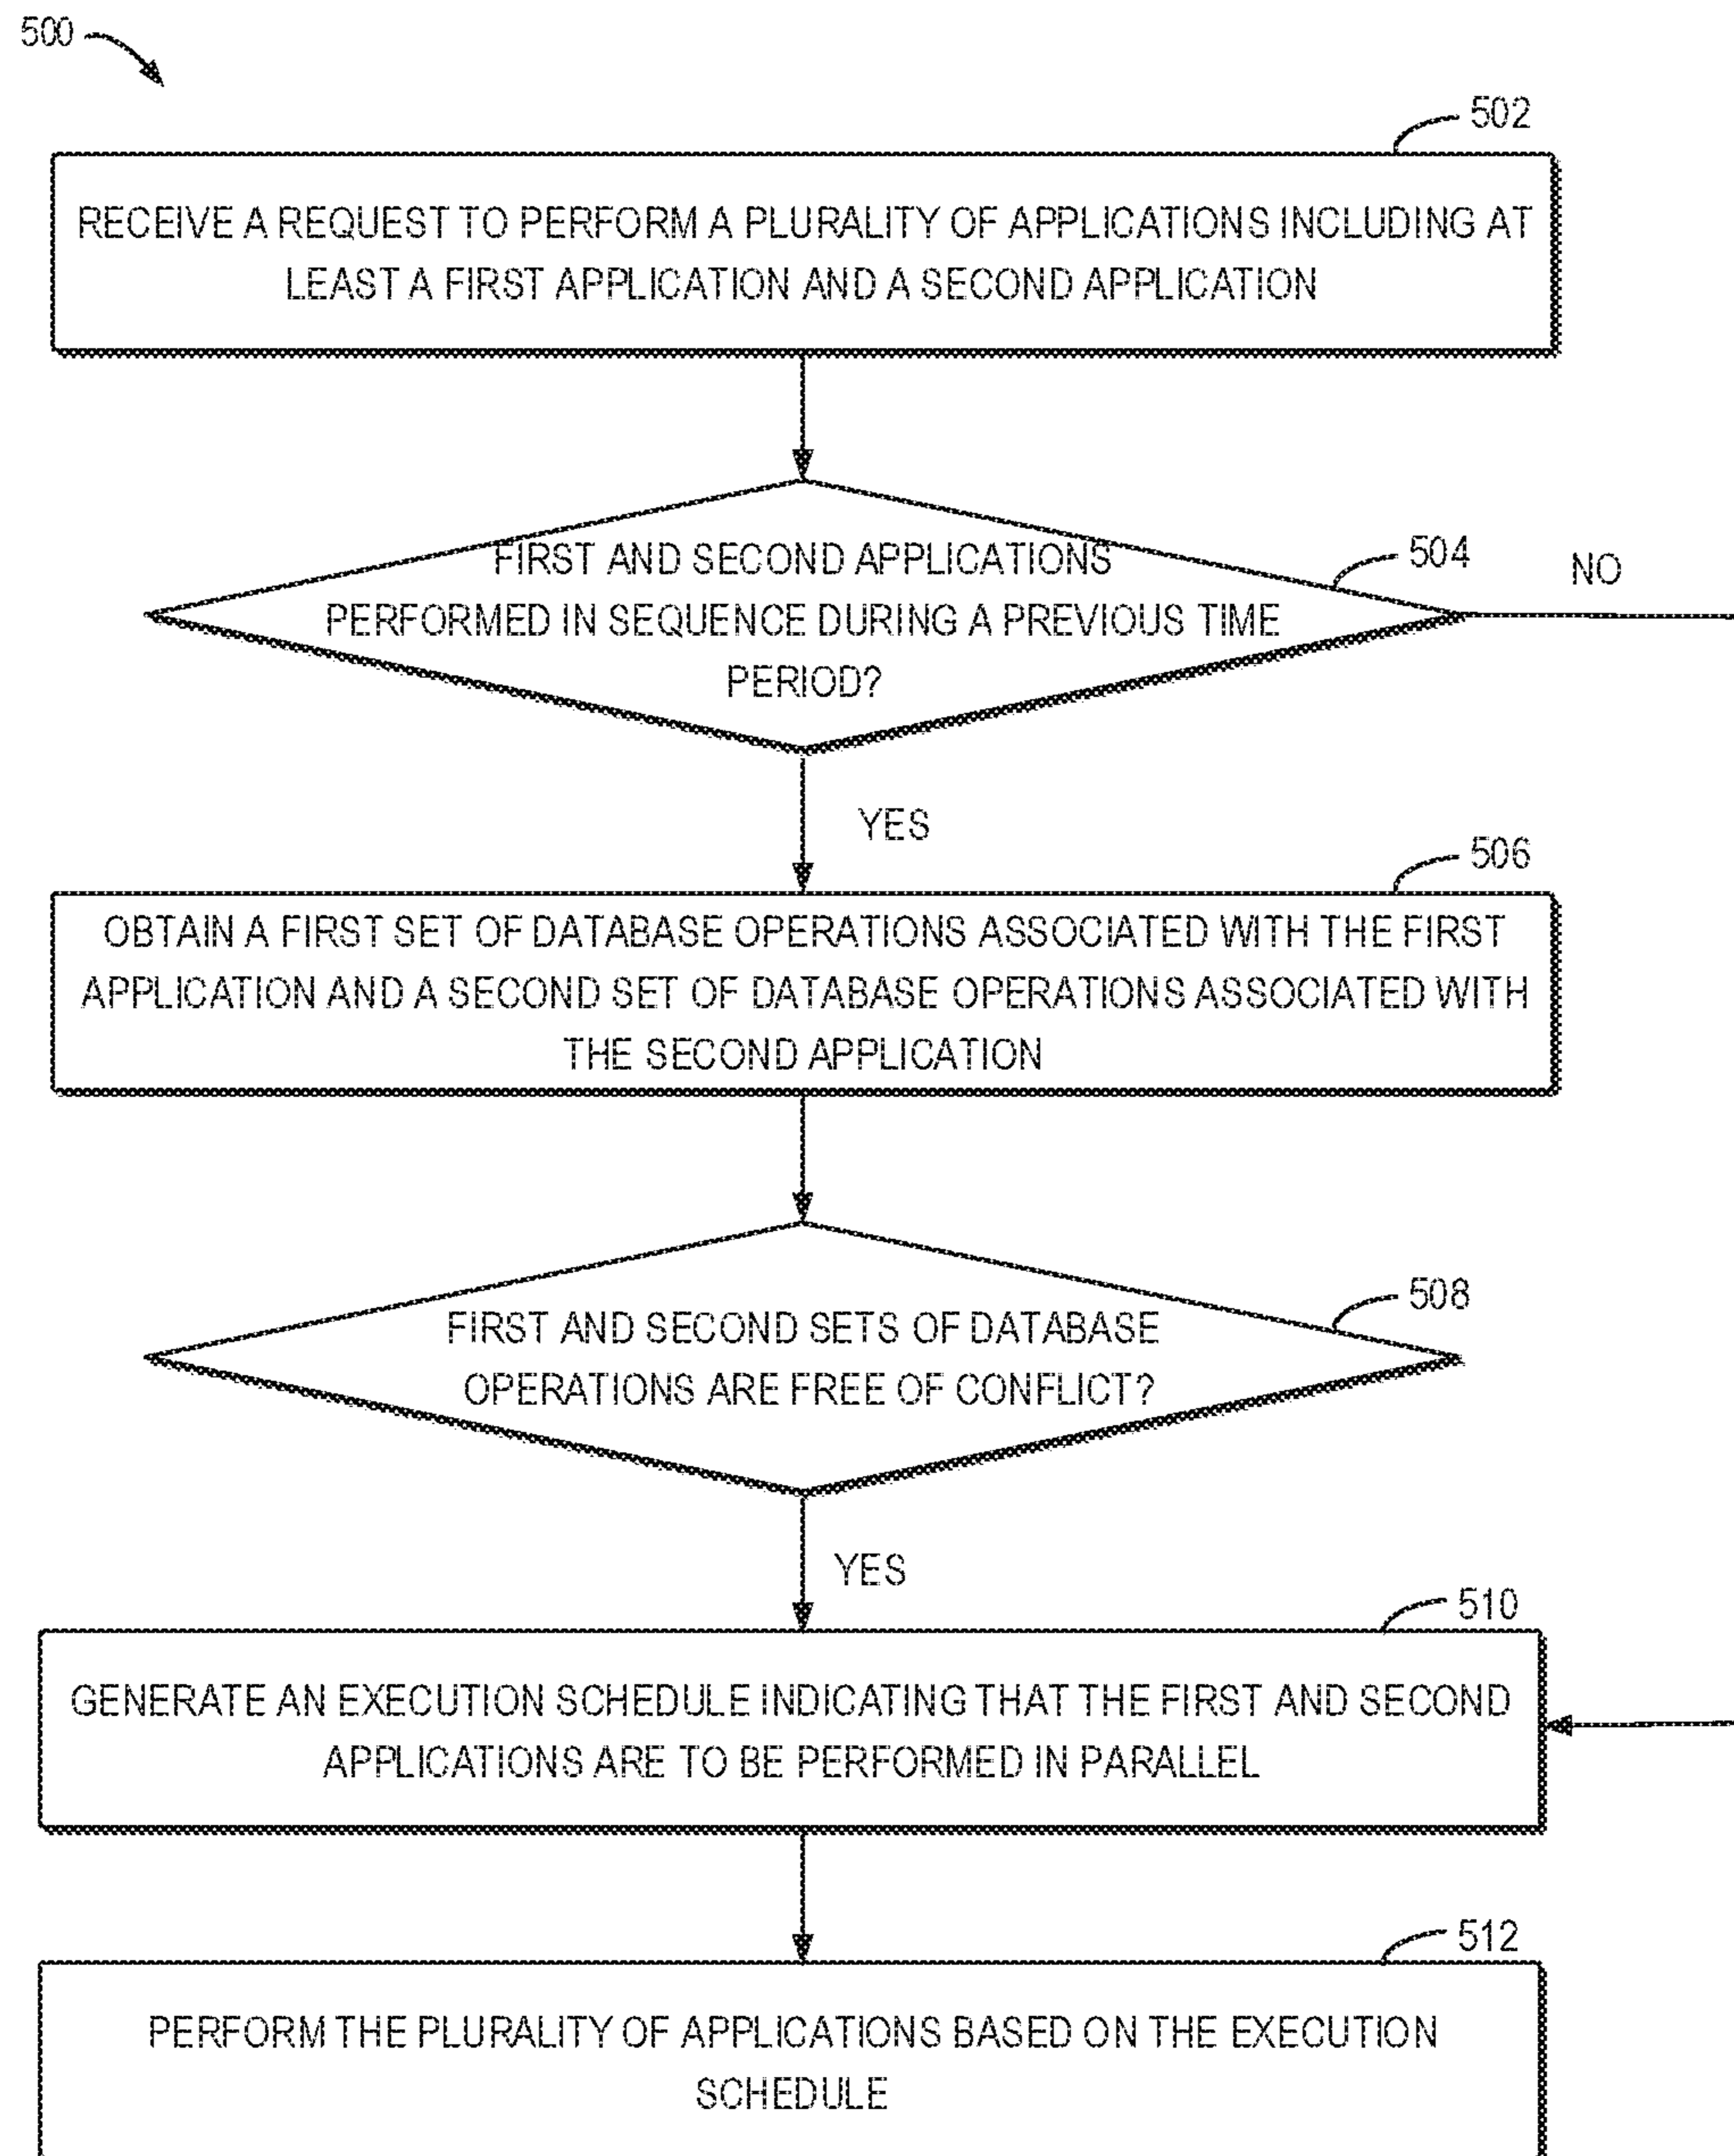 500
502
RECEIVE A REQUEST TO PERFORM A PLURALITY OF APPLICATIONS INCLUDING AT
LEAST A FIRST APPLICATION AND A SECOND APPLICATION
504
NO
FIRST AND SECOND APPLICATIONS
PERFORMED IN SEQUENCE DURING A PREVIOUS TIME
PERIOD?
YES
506
OBTAIN A FIRST SET OF DATABASE OPERATIONS ASSOCIATED WITH THE FIRST
APPLICATION AND A SECOND SET OF DATABASE OPERATIONS ASSOCIATED WITH
THE SECOND APPLICATION
508
FIRST AND SECOND SETS OF DATABASE
OPERATIONS ARE FREE OF CONFLICT?
YES
510
GENERATE AN EXECUTION SCHEDULE INDICATING THAT THE FIRST AND SECOND
APPLICATIONS ARE TO BE PERFORMED IN PARALLEL
512
PERFORM THE PLURALITY OF APPLICATIONS BASED ON THE EXECUTION
SCHEDULE